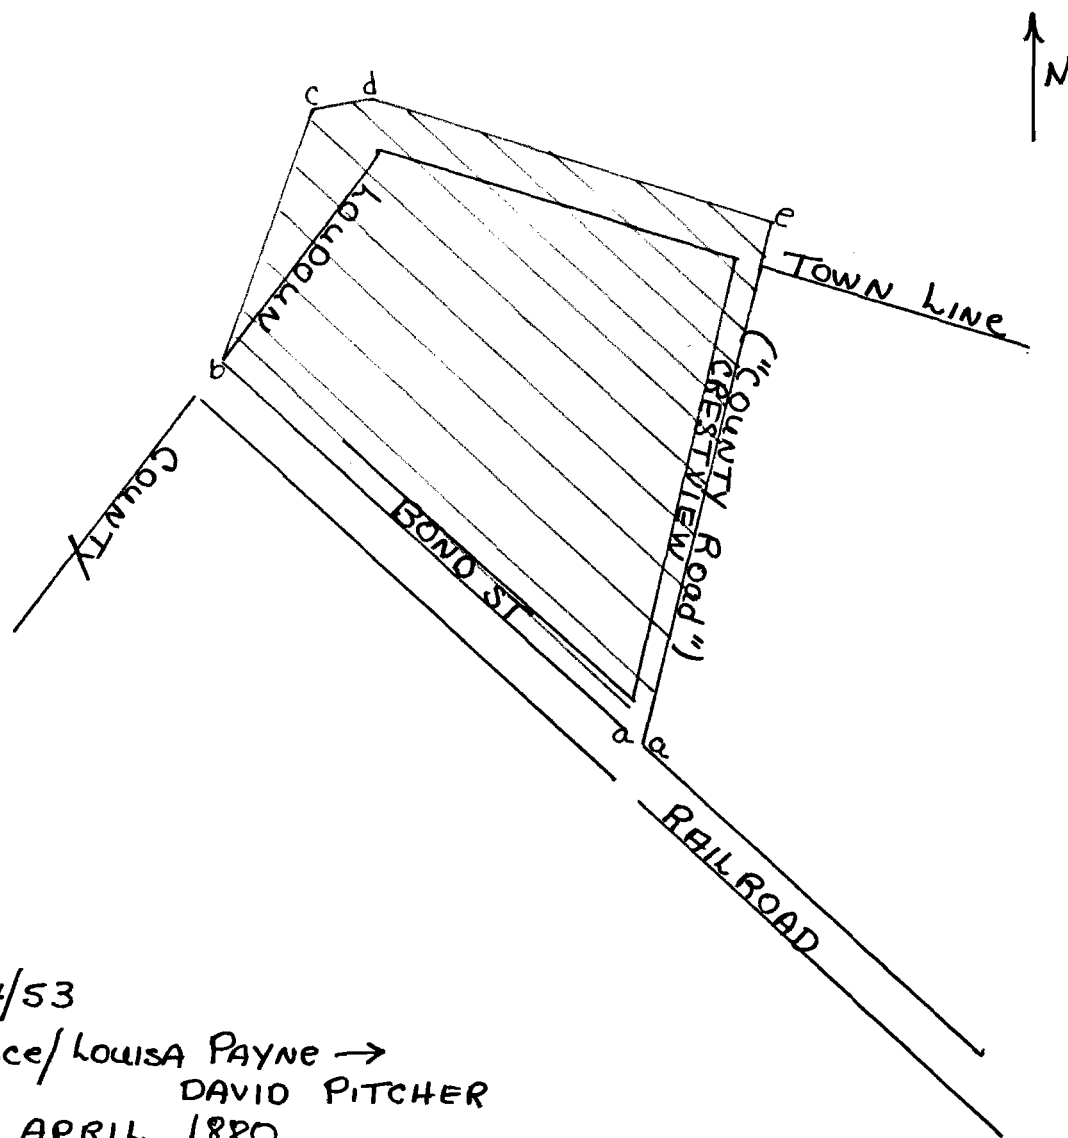 N
c
d
e
LOUDOUN
TOWN LINE
b
("COUNTY Road")
CRESTVIEW
COUNTY
BOND ST
a
a
RAILROAD
/53
ce/LOUISA PAYNE →
DAVID PITCHER
APRIL 1880